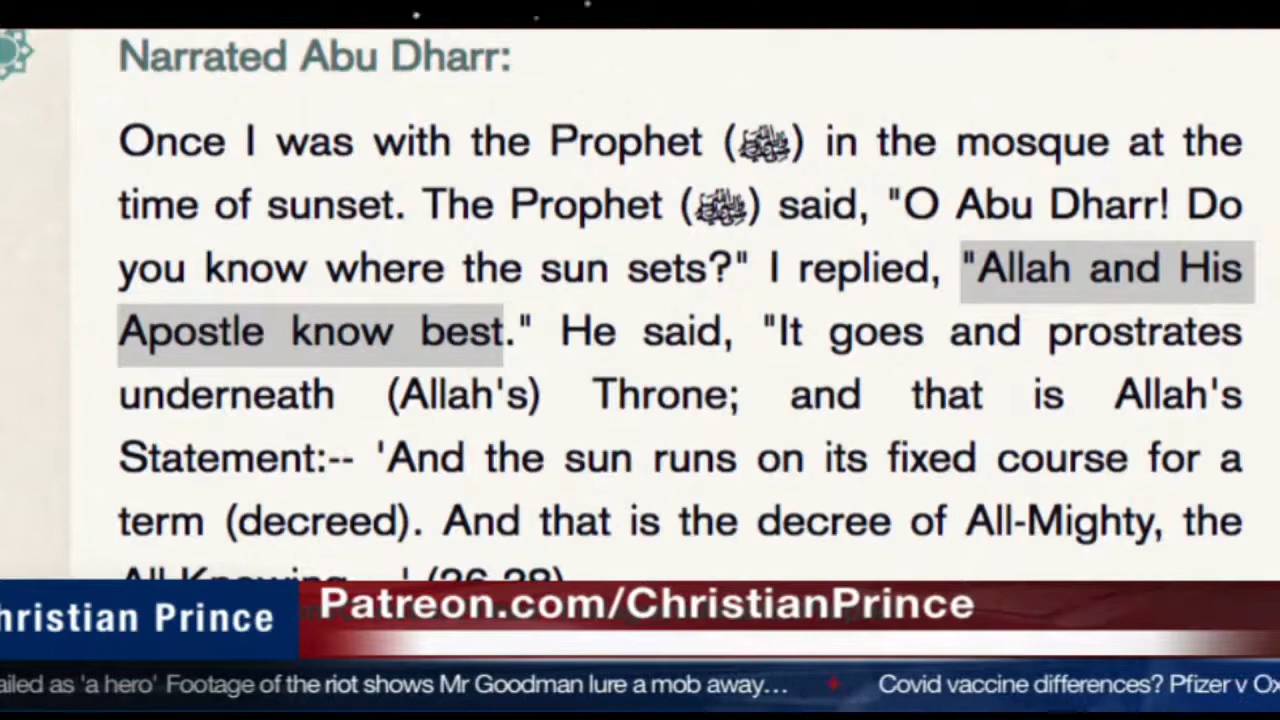 Narrated Abu Dharr:
Once I was with the Prophet (ﷺ) in the mosque at the
time of sunset. The Prophet (ﷺ) said, "O Abu Dharr! Do
you know where the sun sets?" I replied, "Allah and His
Apostle know best." He said, "It goes and prostrates
underneath (Allah's) Throne; and that is Allah's
Statement:-- 'And the sun runs on its fixed course for a
term (decreed). And that is the decree of All-Mighty, the
All-Knowing....' (36.38)
hristian Prince
Patreon.com/ChristianPrince
ailed as 'a hero' Footage of the riot shows Mr Goodman lure a mob away...
Covid vaccine differences? Pfizer v Ox